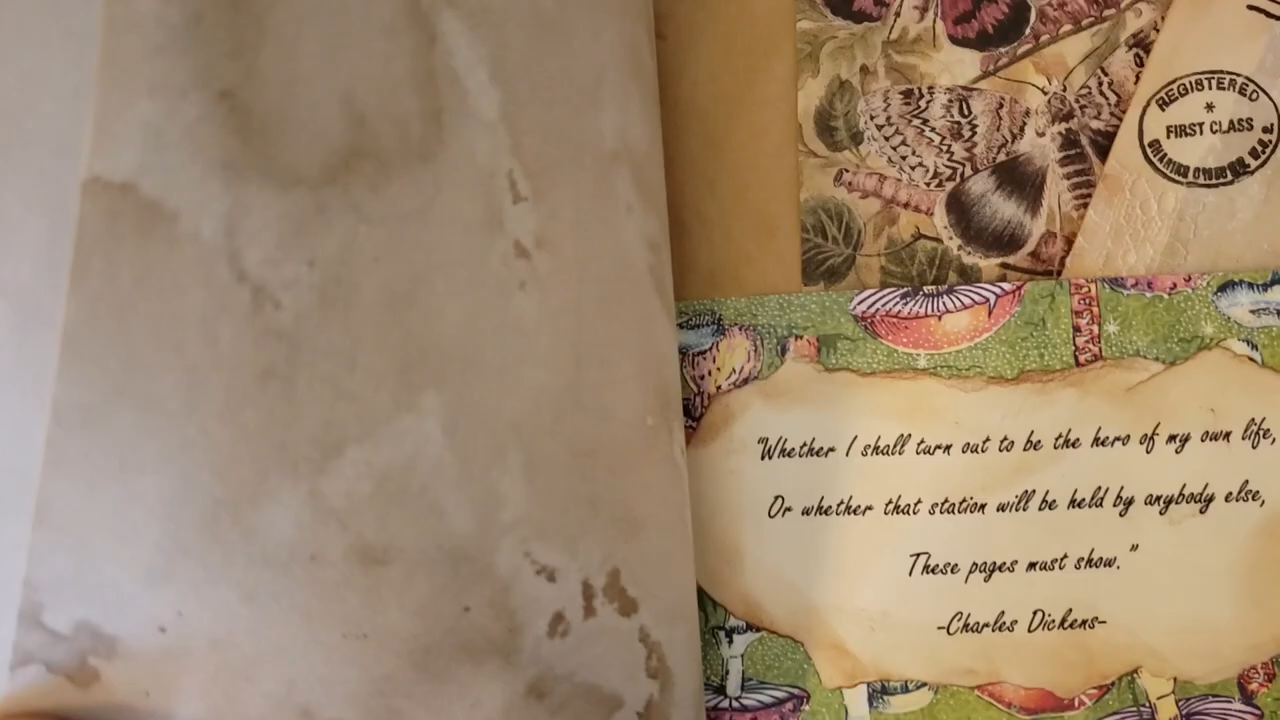 REGISTERED
*
FIRST CLASS
"Whether I shall turn out to be the hero of my own life,
Or whether that station will be held by anybody else,
These pages must show."
-Charles Dickens-